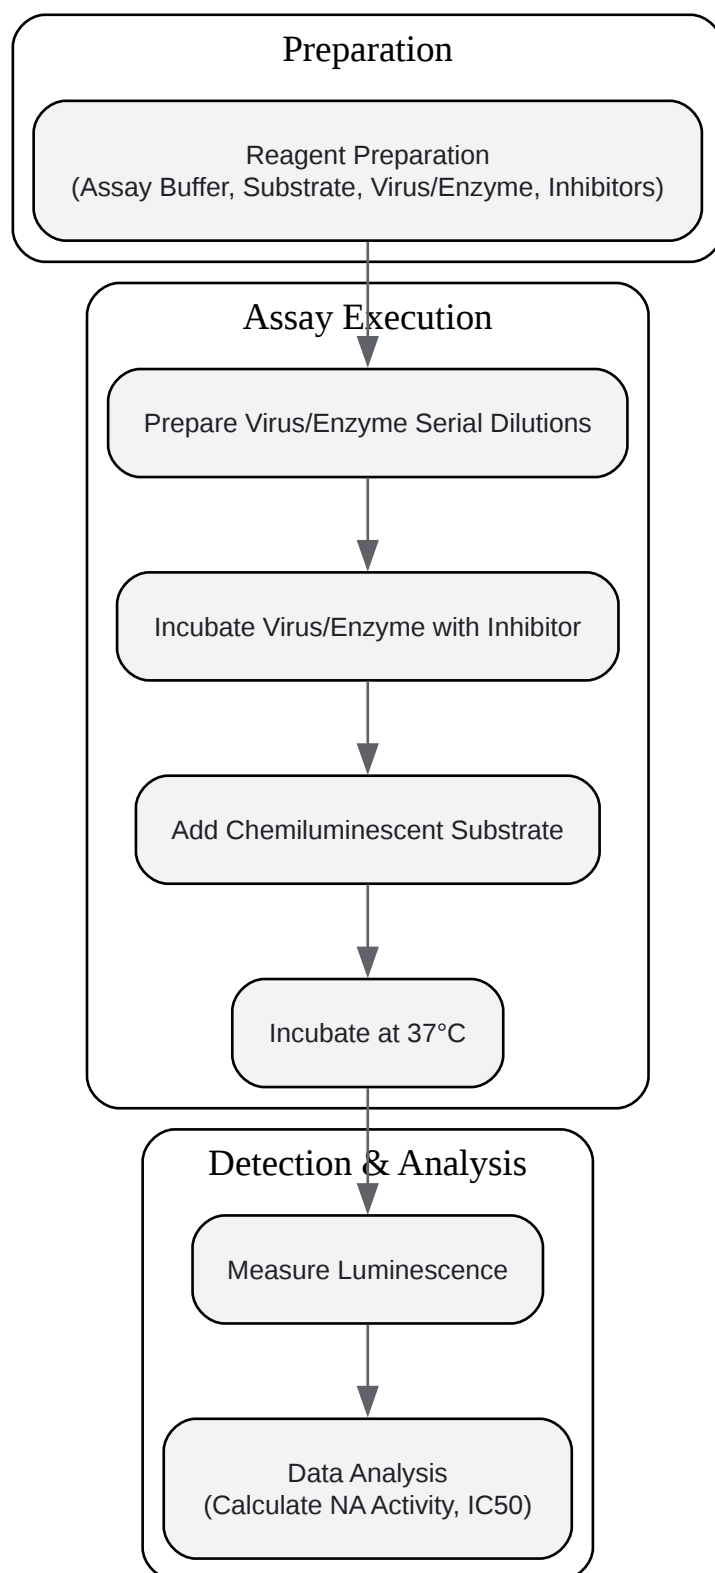 Preparation
Reagent Preparation
(Assay Buffer, Substrate, Virus/Enzyme, Inhibitors)
Assay Execution
Prepare Virus/Enzyme Serial Dilutions
Incubate Virus/Enzyme with Inhibitor
Add Chemiluminescent Substrate
Incubate at 37°C
Detection & Analysis
Measure Luminescence
Data Analysis
(Calculate NA Activity, IC50)